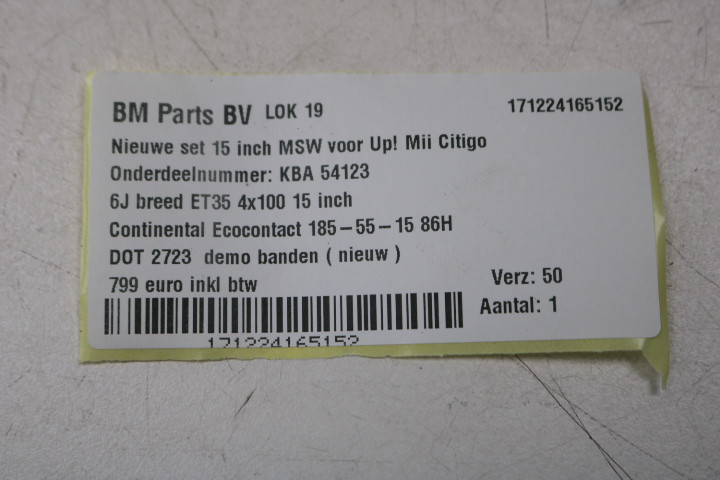 BM Parts BV LOK 19 171224165152
Nieuwe set 15 inch MSW voor Up! Mii Citigo
Onderdeelnummer: KBA 54123
6J breed ET35 4x100 15 inch
Continental Ecocontact 185-55-15 86H
DOT 2723 demo banden ( nieuw )
799 euro inkl btw
Verz: 50
Aantal: 1
171224165152